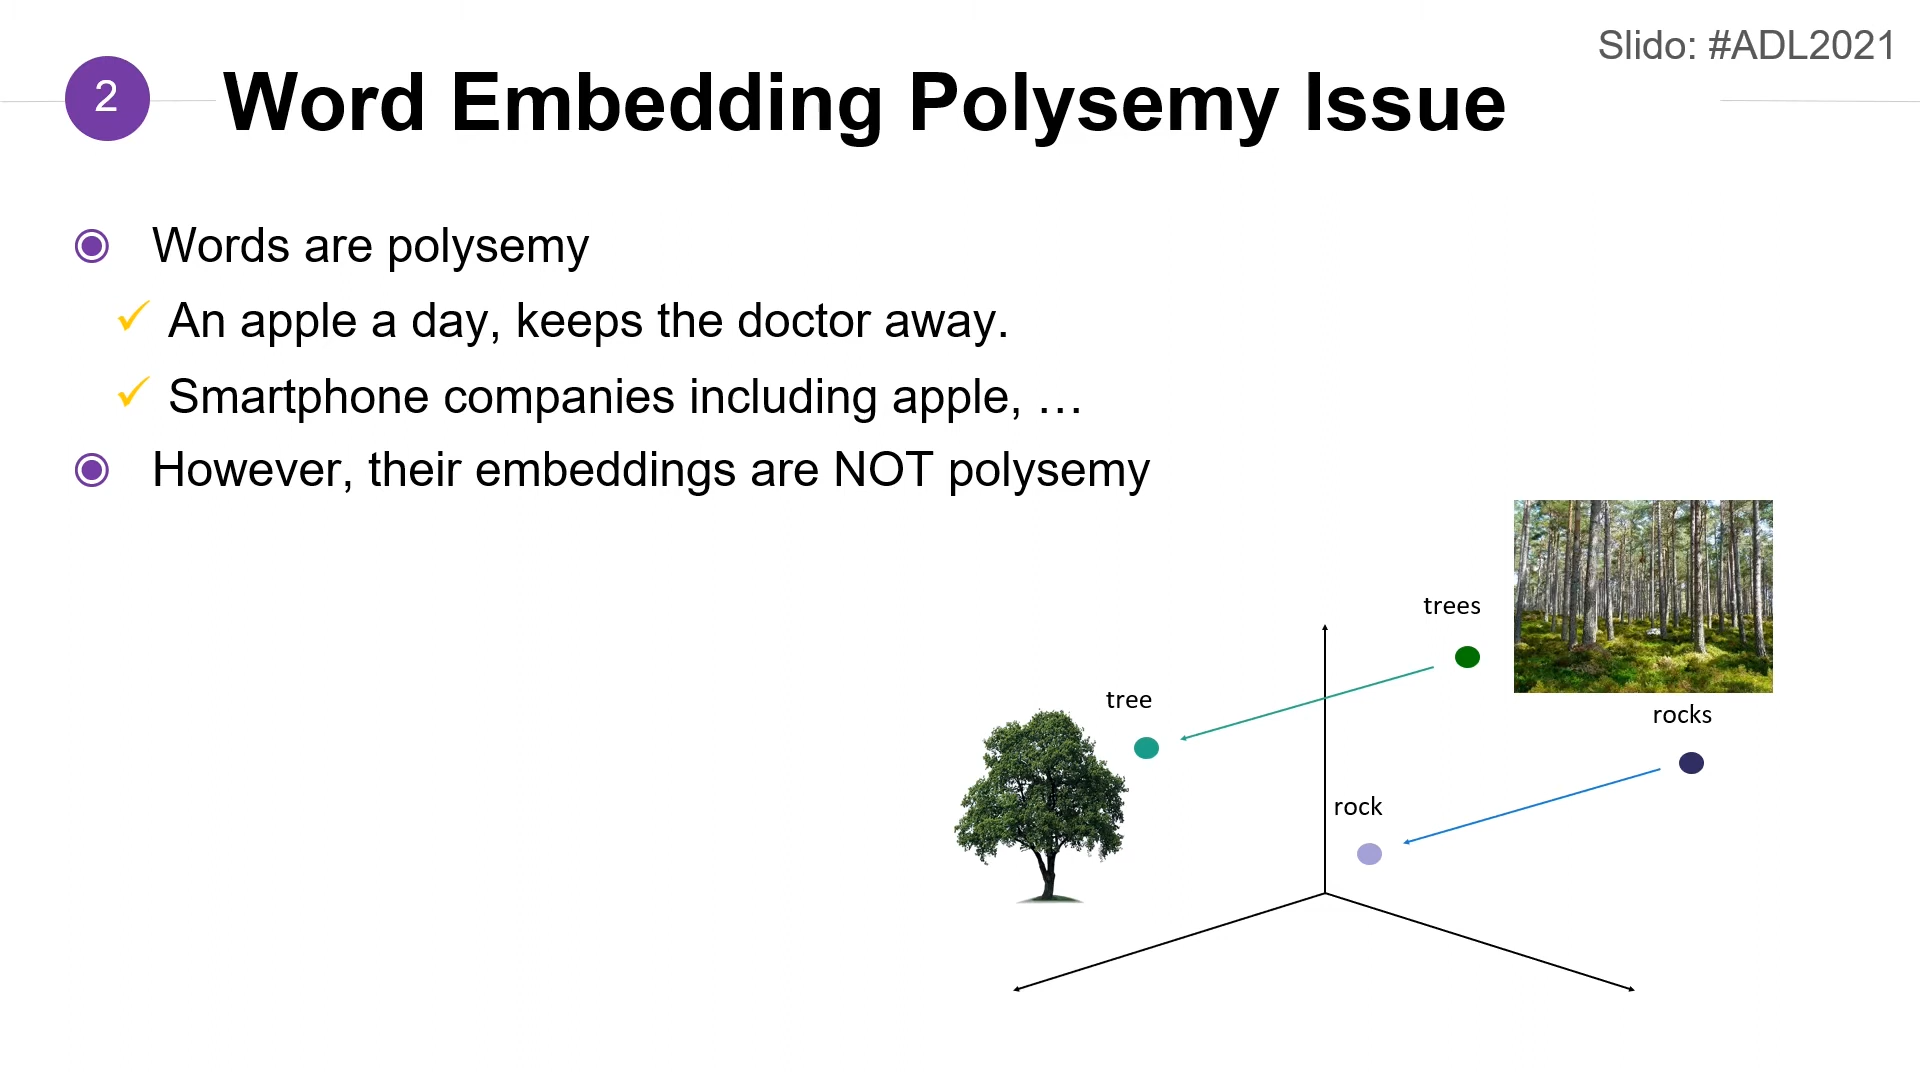 Slido: #ADL2021
2
Word Embedding Polysemy Issue
Words are polysemy
An apple a day, keeps the doctor away.
Smartphone companies including apple, …
However, their embeddings are NOT polysemy
trees
tree
rocks
rock